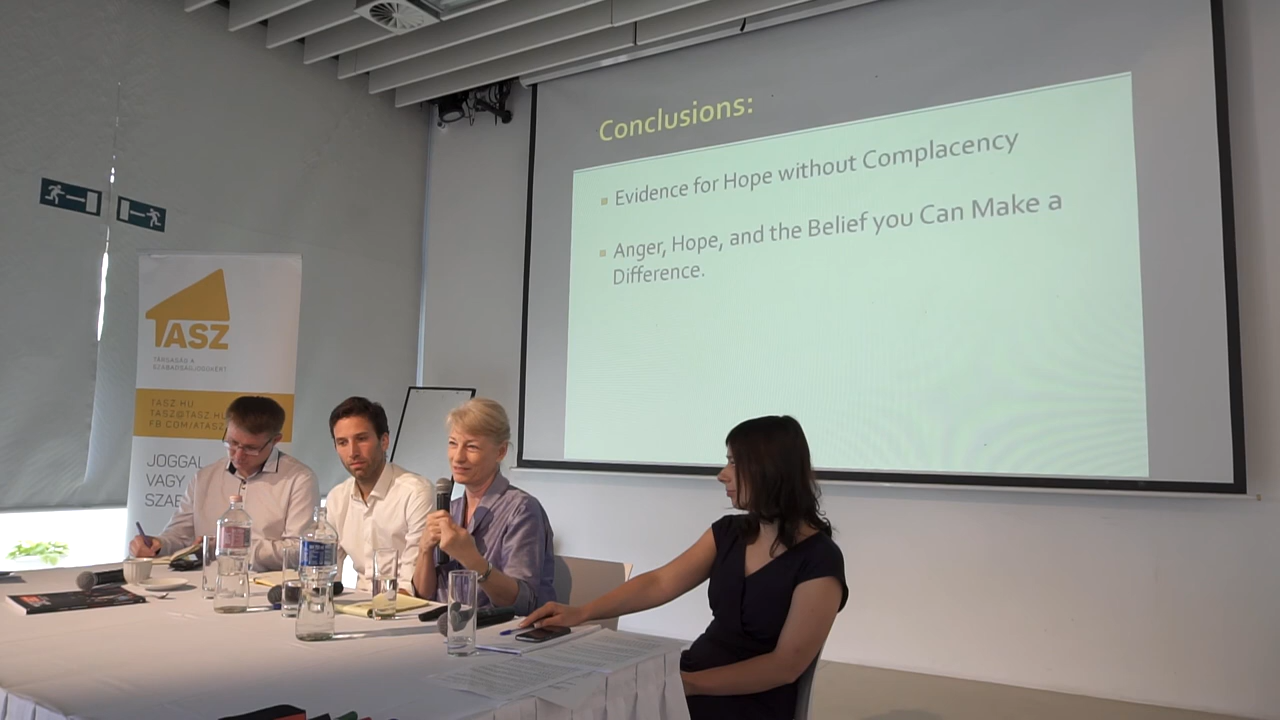 Conclusions:
Evidence for Hope without Complacency
Anger, Hope, and the Belief you Can Make a
Difference.
TASZ
TÁRSASÁG A
SZABADSÁGJOGOKÉRT
TASZ.HU
TASZ@TASZ.HU
FB.COM/ATASZ
JOGGAL
VAGY